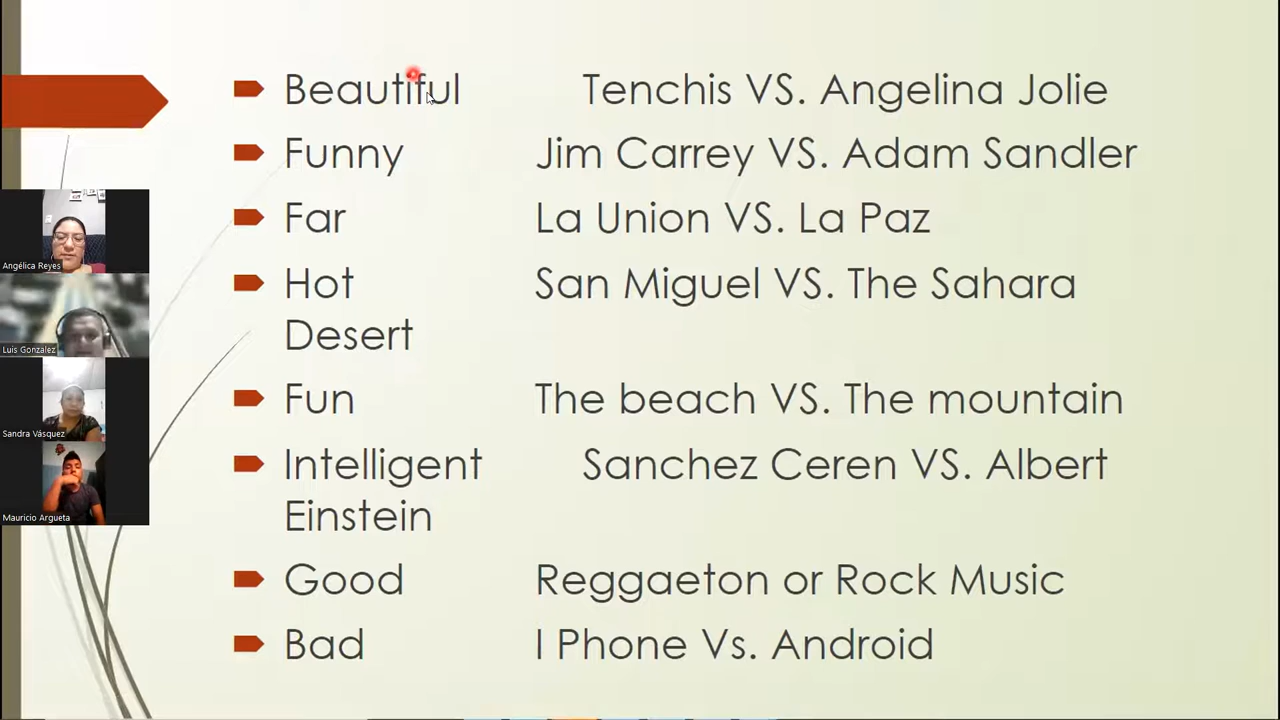 Beautiful Tenchis VS. Angelina Jolie
Funny Jim Carrey VS. Adam Sandler
Far La Union VS. La Paz
Hot San Miguel VS. The Sahara
Desert
Fun The beach VS. The mountain
Intelligent Sanchez Ceren VS. Albert
Einstein
Good Reggaeton or Rock Music
Bad I Phone Vs. Android
Angélica Reyes
Luis Gonzalez
Sandra Vásquez
Mauricio Argueta